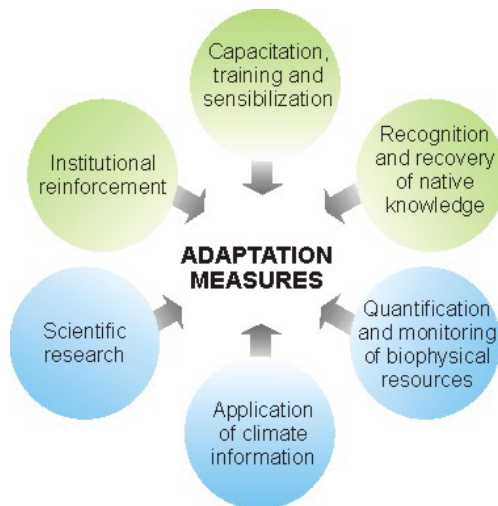 Capacitation,
training and
sensibilization
Institutional
reinforcement
Recognition
and recovery
of native
knowledge
ADAPTATION
MEASURES
Scientific
research
Quantification
and monitoring
of biophysical
resources
Application
of climate
information